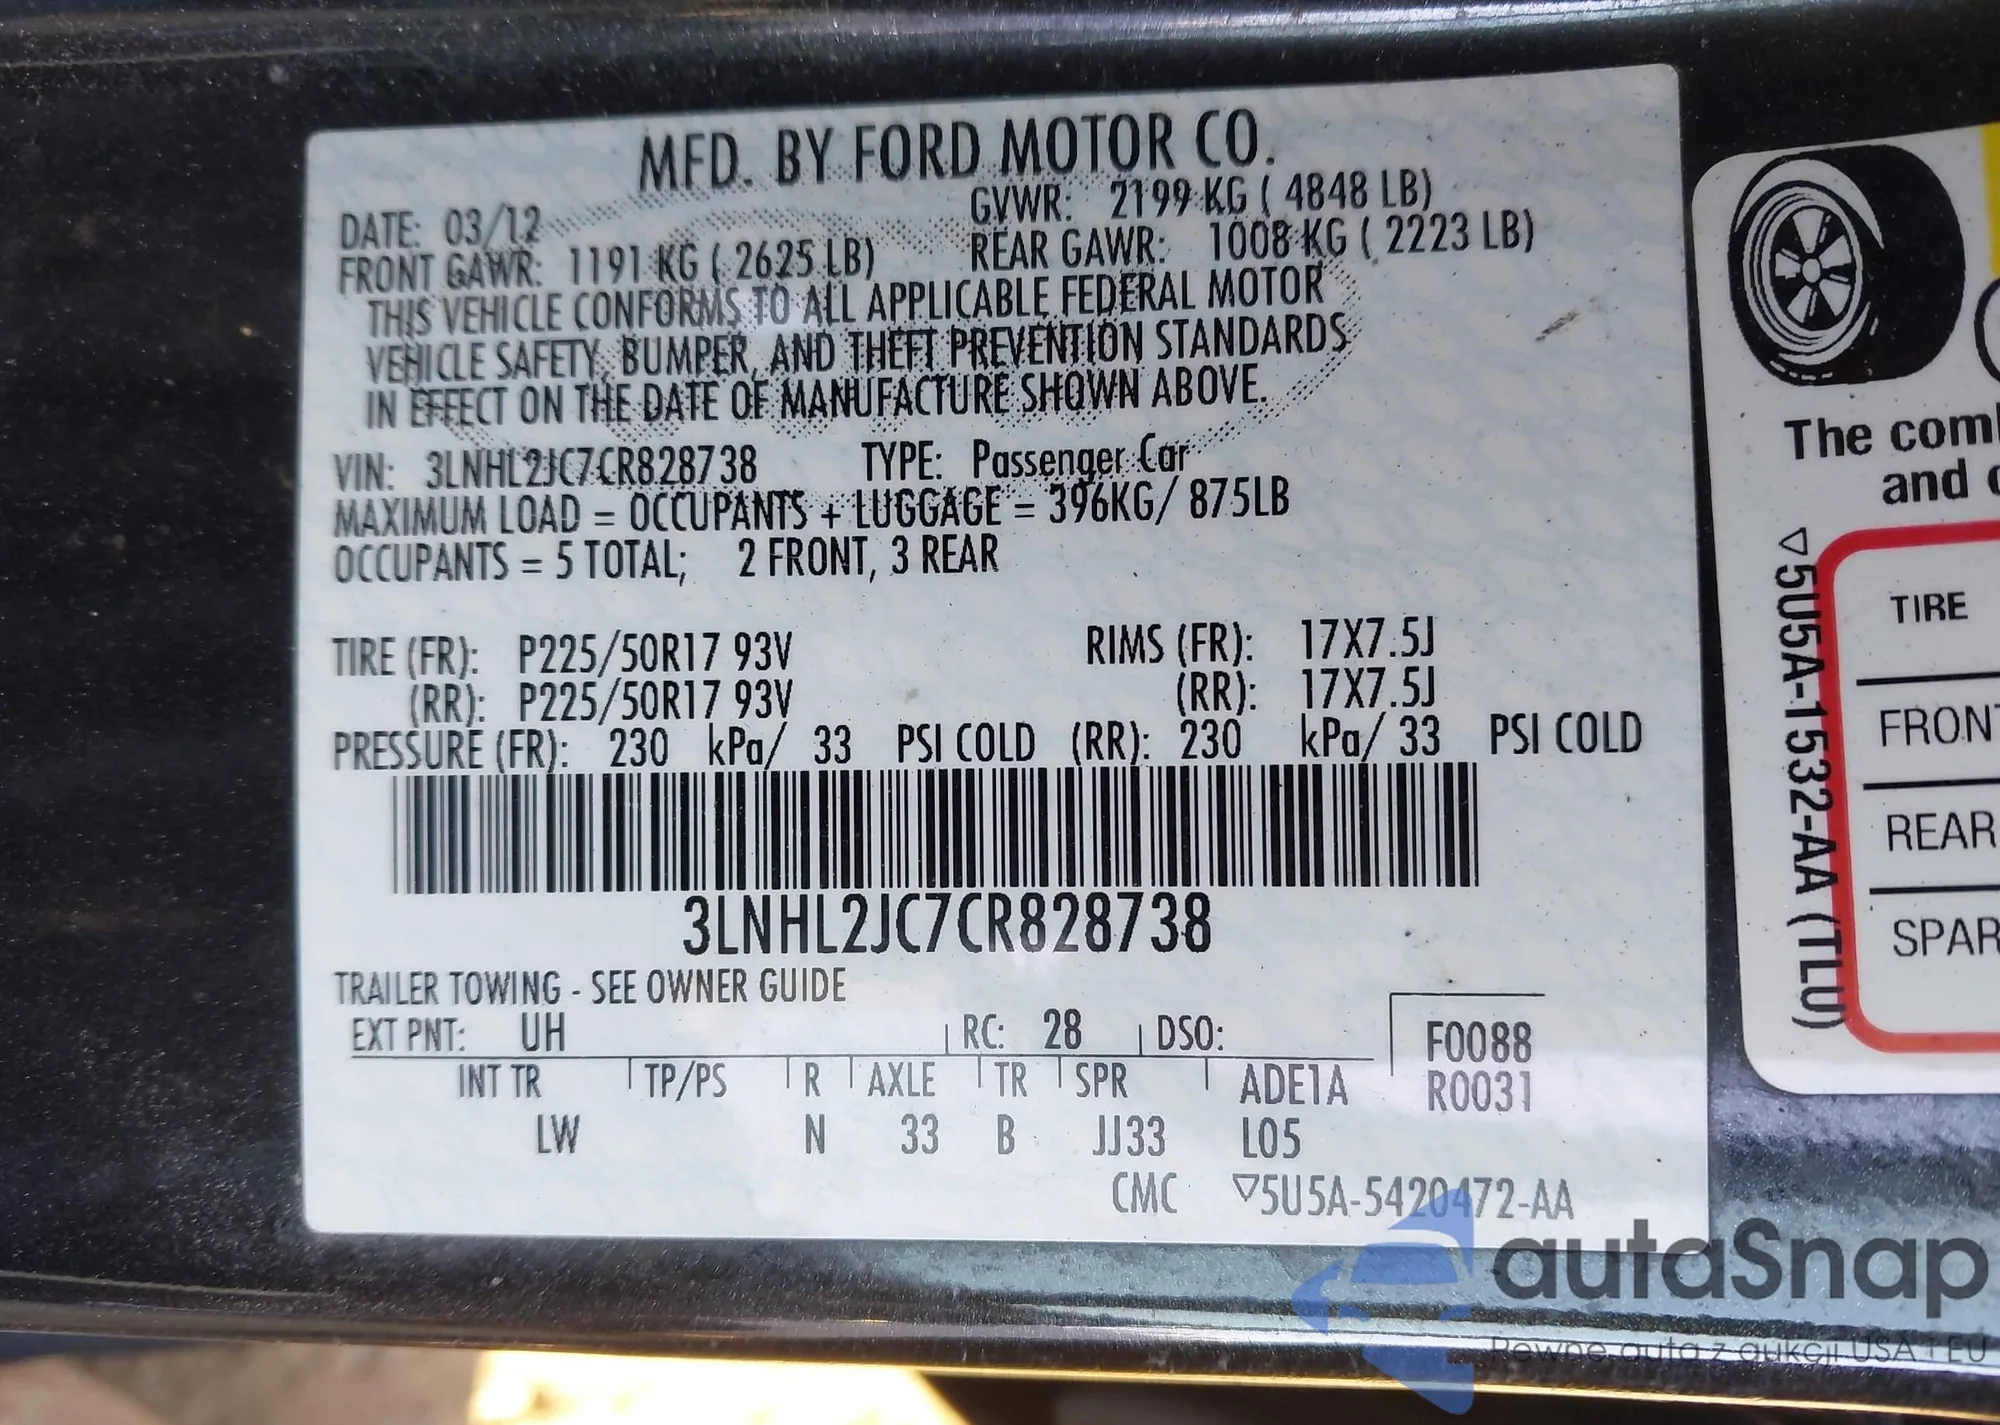 MFD. BY FORD MOTOR CO.
DATE: 03/12 GVWR: 2199 KG ( 4848 LB)
FRONT GAWR: 1191 KG ( 2625 LB) REAR GAWR: 1008 KG ( 2223 LB)
THIS VEHICLE CONFORMS TO ALL APPLICABLE FEDERAL MOTOR
VEHICLE SAFETY, BUMPER, AND THEFT PREVENTION STANDARDS
IN EFFECT ON THE DATE OF MANUFACTURE SHOWN ABOVE.
VIN: 3LNHL2JC7CR828738 TYPE: Passenger Car
MAXIMUM LOAD = OCCUPANTS + LUGGAGE = 396KG/ 875LB
OCCUPANTS = 5 TOTAL; 2 FRONT, 3 REAR
TIRE (FR): P225/50R17 93V RIMS (FR): 17X7.5J
(RR): P225/50R17 93V (RR): 17X7.5J
PRESSURE (FR): 230 kPa/ 33 PSI COLD (RR): 230 kPa/ 33 PSI COLD
3LNHL2JC7CR828738
TRAILER TOWING - SEE OWNER GUIDE
EXT PNT: UH RC: 28 DSO: F0088
INT TR TP/PS R AXLE TR SPR ADE1A R0031
LW N 33 B JJ33 L05
CMC ▽5U5A-5420472-AA
The com
and
▽5U5A-1532-AA (TLU)
TIRE
FRONT
REAR
SPAR
autaSnap
Pewne auta z aukcji USA i EU